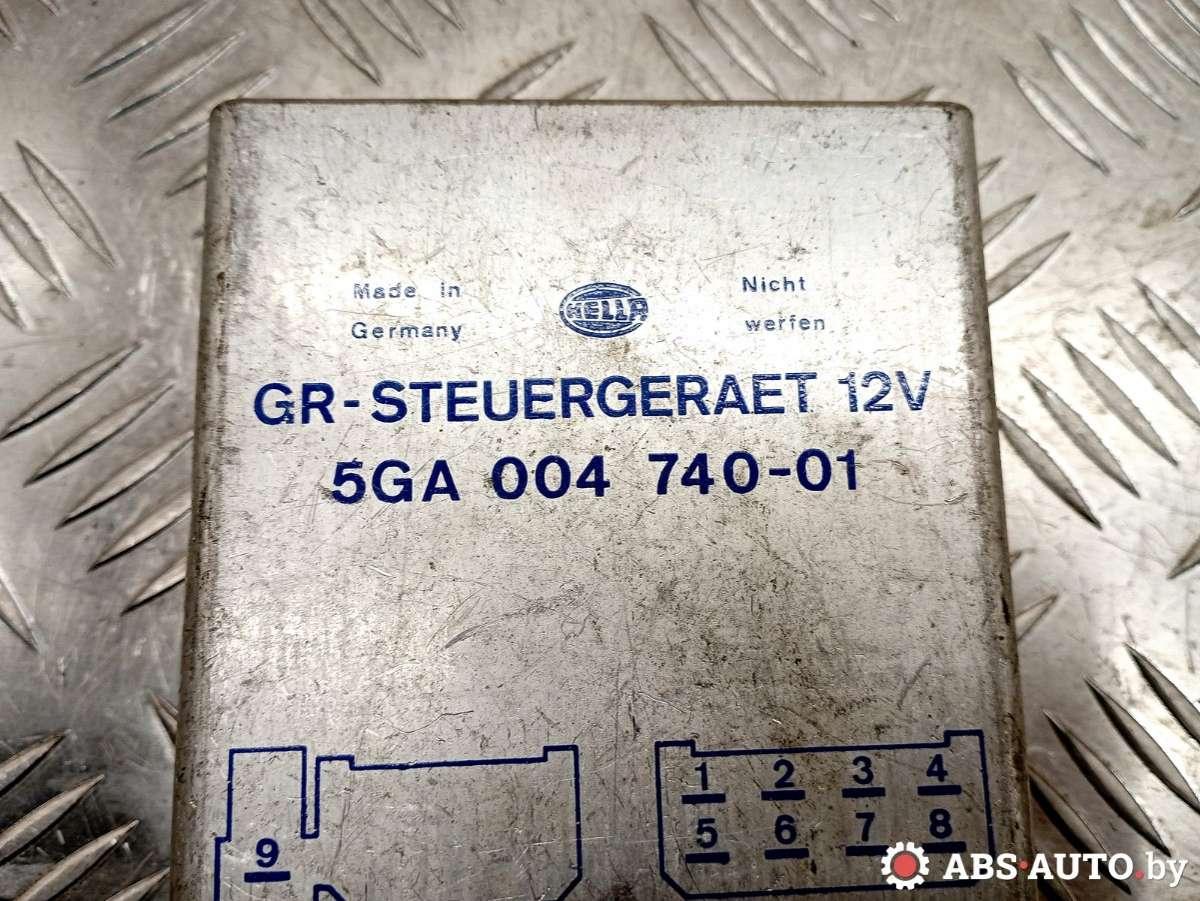 Made in
Germany
HELLA
Nicht
werfen
GR-STEUERGERAET 12V
5GA 004 740-01
1 2 3 4
5 6 7 8
9
ABS-AUTO.by